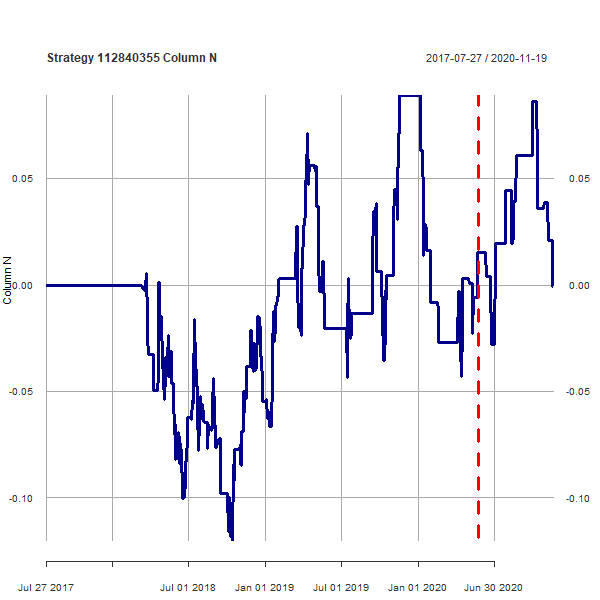 Strategy 112840355 Column N
2017-07-27 / 2020-11-19
0.05
0.05
0.00
0.00
Column N
-0.05
-0.05
-0.10
-0.10
Jul 27 2017
Jul 01 2018
Jan 01 2019
Jul 01 2019
Jan 01 2020
Jun 30 2020